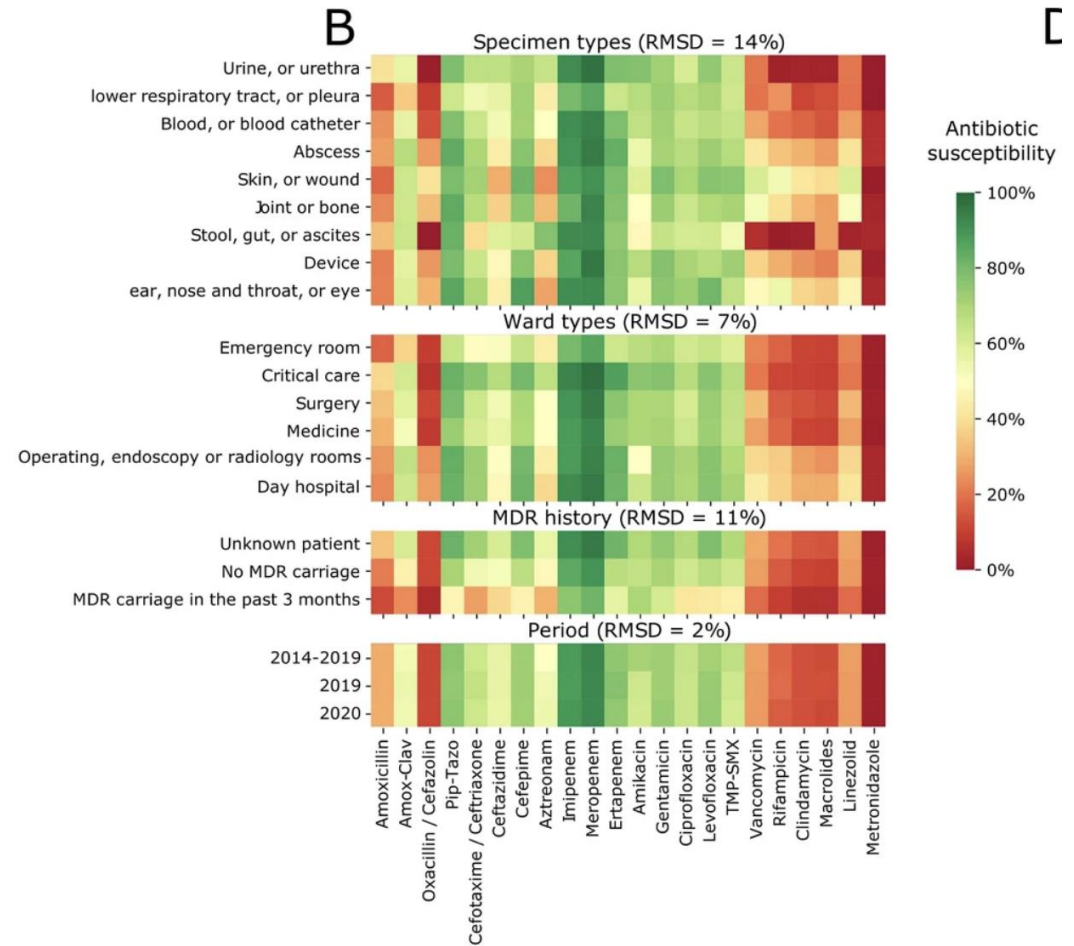 B
D
Specimen types (RMSD = 14%)
Urine, or urethra
lower respiratory tract, or pleura
Blood, or blood catheter
Abscess
Skin, or wound
Joint or bone
Stool, gut, or ascites
Device
ear, nose and throat, or eye
Ward types (RMSD = 7%)
Emergency room
Critical care
Surgery
Medicine
Operating, endoscopy or radiology rooms
Day hospital
MDR history (RMSD = 11%)
Unknown patient
No MDR carriage
MDR carriage in the past 3 months
Period (RMSD = 2%)
2014-2019
2019
2020
Amoxicillin
Amox-Clav
Oxacillin / Cefazolin
Pip-Tazo
Cefotaxime / Ceftriaxone
Ceftazidime
Cefepime
Aztreonam
Imipenem
Meropenem
Ertapenem
Amikacin
Gentamicin
Ciprofloxacin
Levofloxacin
TMP-SMX
Vancomycin
Rifampicin
Clindamycin
Macrolides
Linezolid
Metronidazole
Antibiotic
susceptibility
100%
80%
60%
40%
20%
0%